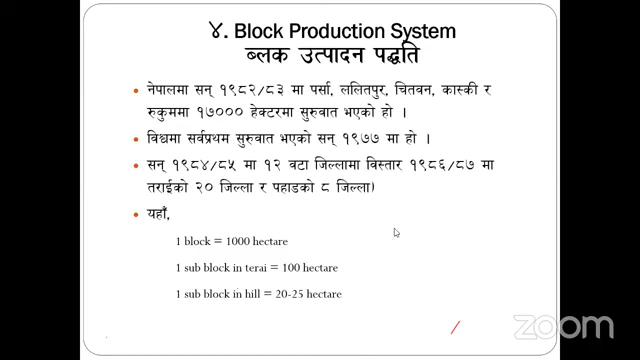 ४. Block Production System
ब्लक उत्पादन पद्धति
• नेपालमा सन् १९८२/८३ मा पर्सा, ललितपुर, चितवन, कास्की र
रुकुममा १७००० हेक्टरमा सुरुवात भएको हो ।
• विश्वमा सर्वप्रथम सुरुवात भएको सन् १९७७ मा हो ।
• सन् १९८४/८५ मा १२ वटा जिल्लामा विस्तार १९८६/८७ मा
तराईको २० जिल्ला र पहाडको ८ जिल्ला)
• यहाँ,
1 block = 1000 hectare
1 sub block in terai = 100 hectare
1 sub block in hill = 20-25 hectare
zoom